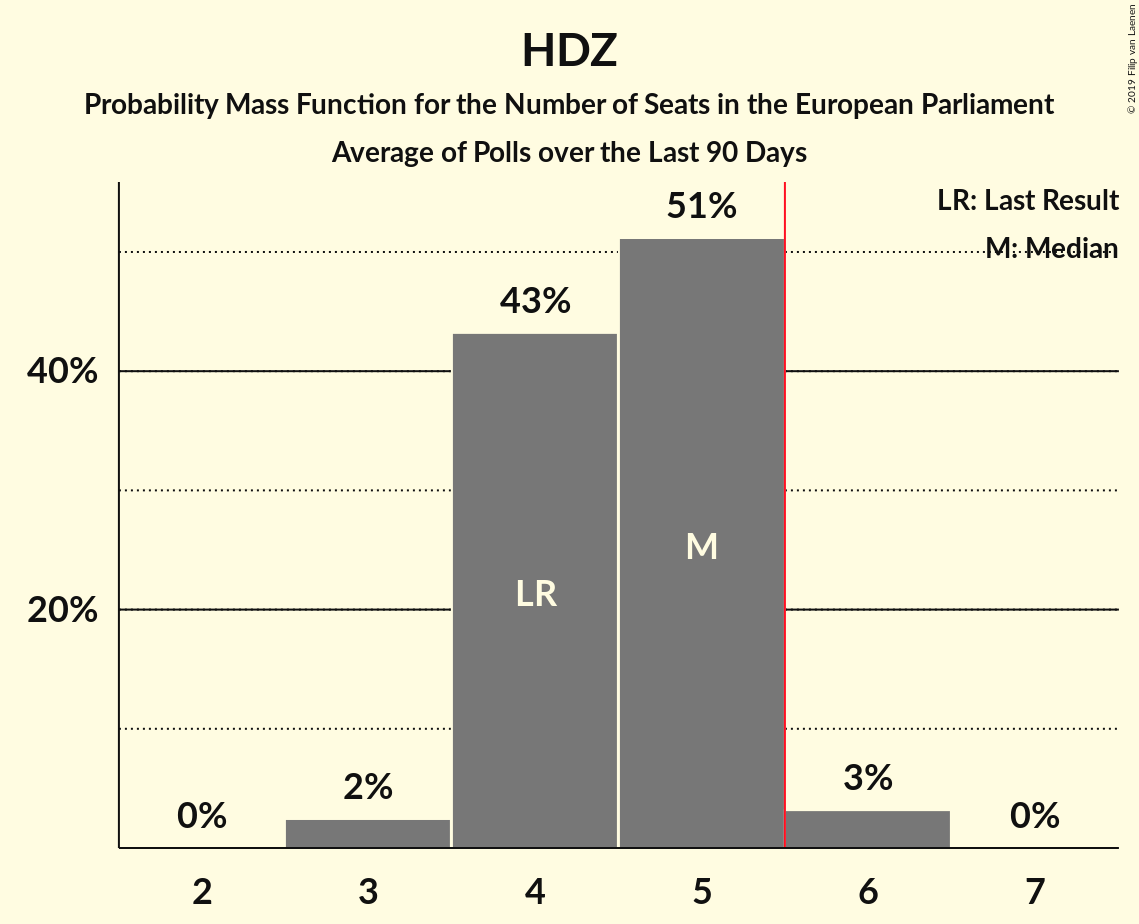 HDZ
Probability Mass Function for the Number of Seats in the European Parliament
Average of Polls over the Last 90 Days
© 2019 Filip van Laenen
LR: Last Result
M: Median
51%
43%
40%
M
LR
20%
3%
2%
0%
0%
2 3 4 5 6 7